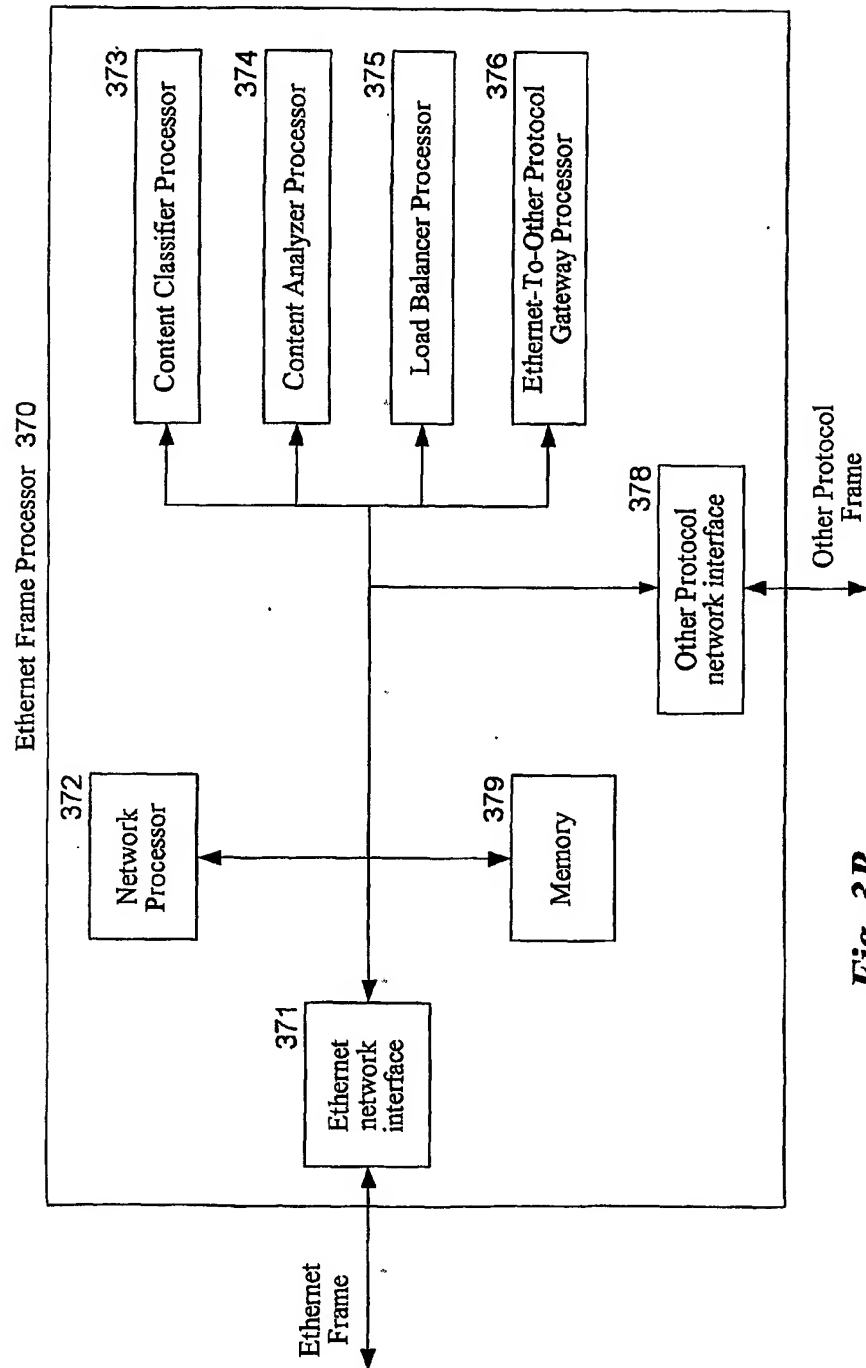 Ethernet Frame Processor 370
372
Network
Processor
373
Content Classifier Processor
374
Content Analyzer Processor
375
Load Balancer Processor
376
Ethernet-To-Other Protocol
Gateway Processor
371
Ethernet
network
interface
Ethernet
Frame
379
Memory
378
Other Protocol
network interface
Other Protocol
Frame